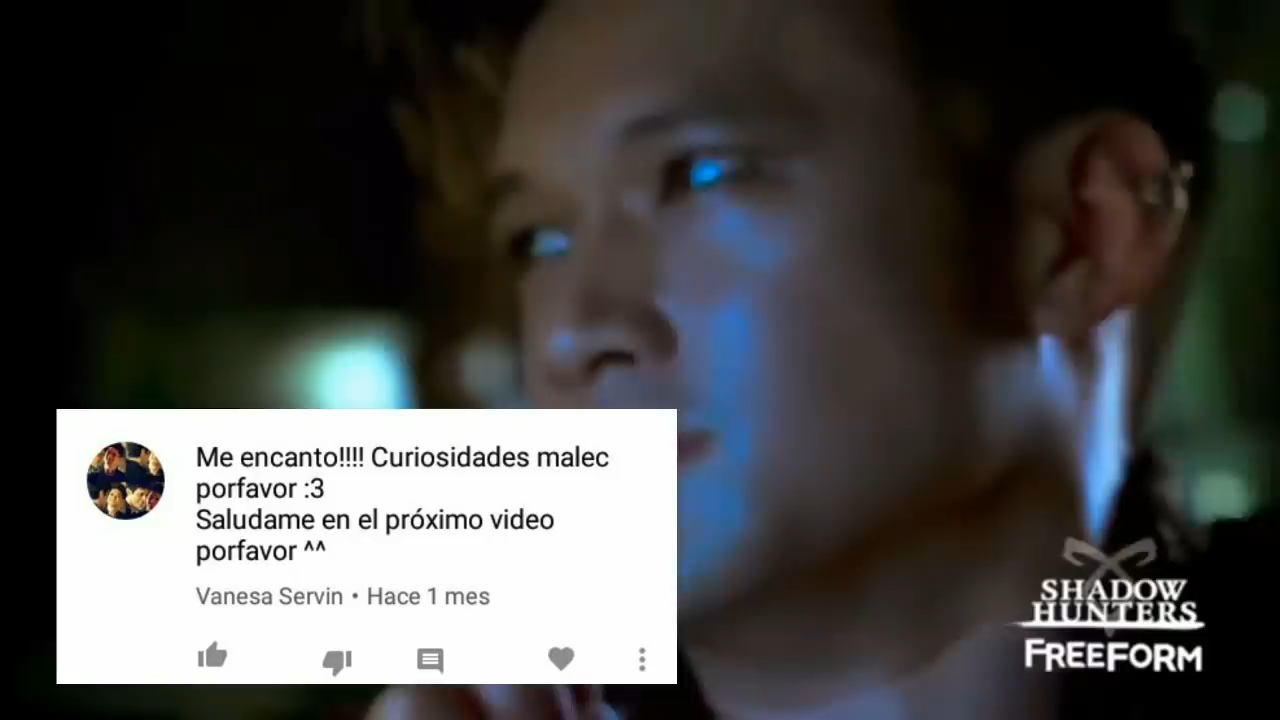 Me encanto!!!! Curiosidades malec
porfavor :3
Saludame en el próximo video
porfavor ^^
Vanesa Servin • Hace 1 mes
SHADOW
HUNTERS
FREEFORM